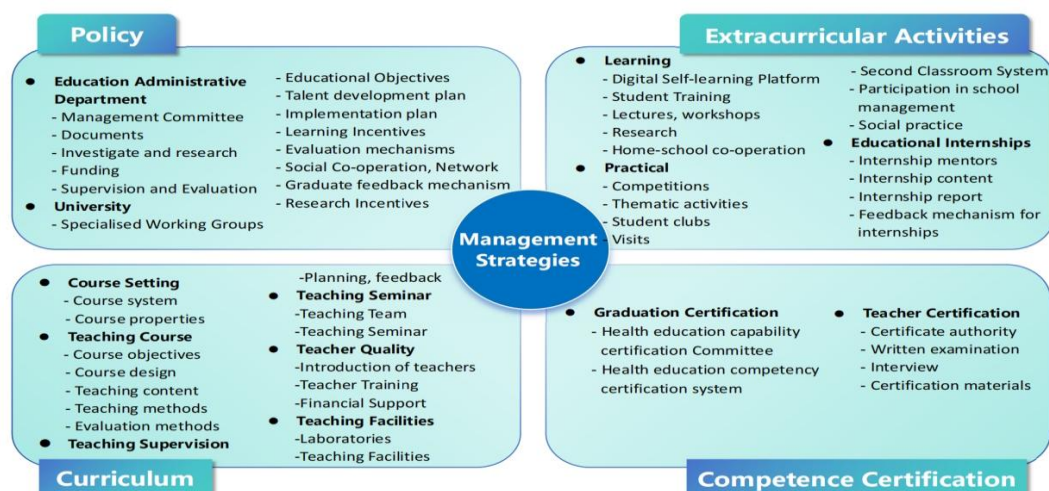 Policy
● Education Administrative
Department
- Management Committee
- Documents
- Investigate and research
- Funding
- Supervision and Evaluation
● University
- Specialised Working Groups
- Educational Objectives
- Talent development plan
- Implementation plan
- Learning Incentives
- Evaluation mechanisms
- Social Co-operation, Network
- Graduate feedback mechanism
- Research Incentives
Extracurricular Activities
● Learning
- Digital Self-learning Platform
- Student Training
- Lectures, workshops
- Research
- Home-school co-operation
● Practical
- Competitions
- Thematic activities
- Student clubs
- Visits
- Second Classroom System
- Participation in school
management
- Social practice
● Educational Internships
- Internship mentors
- Internship content
- Internship report
- Feedback mechanism for
internships
Management
Strategies
● Course Setting
- Course system
- Course properties
● Teaching Course
- Course objectives
- Course design
- Teaching content
- Teaching methods
- Evaluation methods
● Teaching Supervision
-Planning, feedback
● Teaching Seminar
-Teaching Team
-Teaching Seminar
● Teacher Quality
-Introduction of teachers
-Teacher Training
-Financial Support
● Teaching Facilities
-Laboratories
-Teaching Facilities
Curriculum
● Graduation Certification
- Health education capability
certification Committee
- Health education competency
certification system
● Teacher Certification
- Certificate authority
- Written examination
- Interview
- Certification materials
Competence Certification